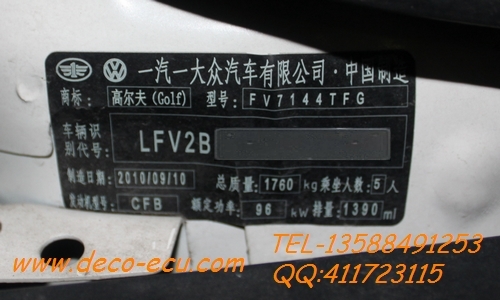 一汽一大众汽车有限公司·中国制造
商标: 高尔夫(Golf) 型号: FV7144TFG
车辆识
别代号: LFV2B
制造日期: 2010/09/10 总质量: 1760 kg 乘坐人数: 5 人
发动机型号: CFB 额定功率: 96 kW 排量: 1390 ml
TEL-13588491253
www.deco-ecu.com QQ:411723115